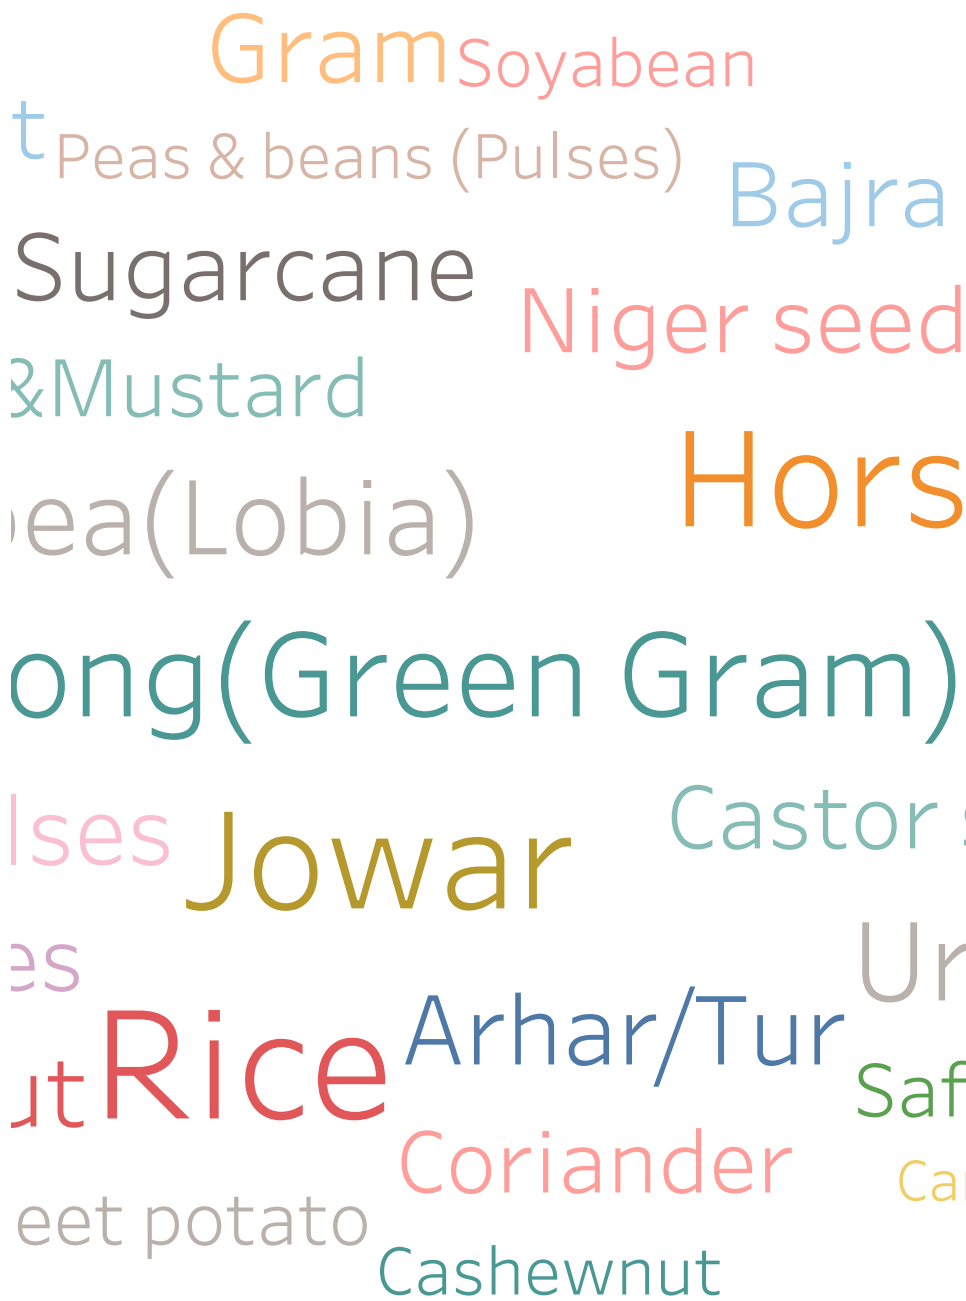 Gram Soyabean
t Peas & beans (Pulses)
Bajra
Sugarcane
Niger seed
&Mustard
Hors
ea(Lobia)
ong(Green Gram)
lses Jowar Castor
es Ur
Rice Arhar/Tur
ut Saf
Coriander
Car
eet potato
Cashewnut